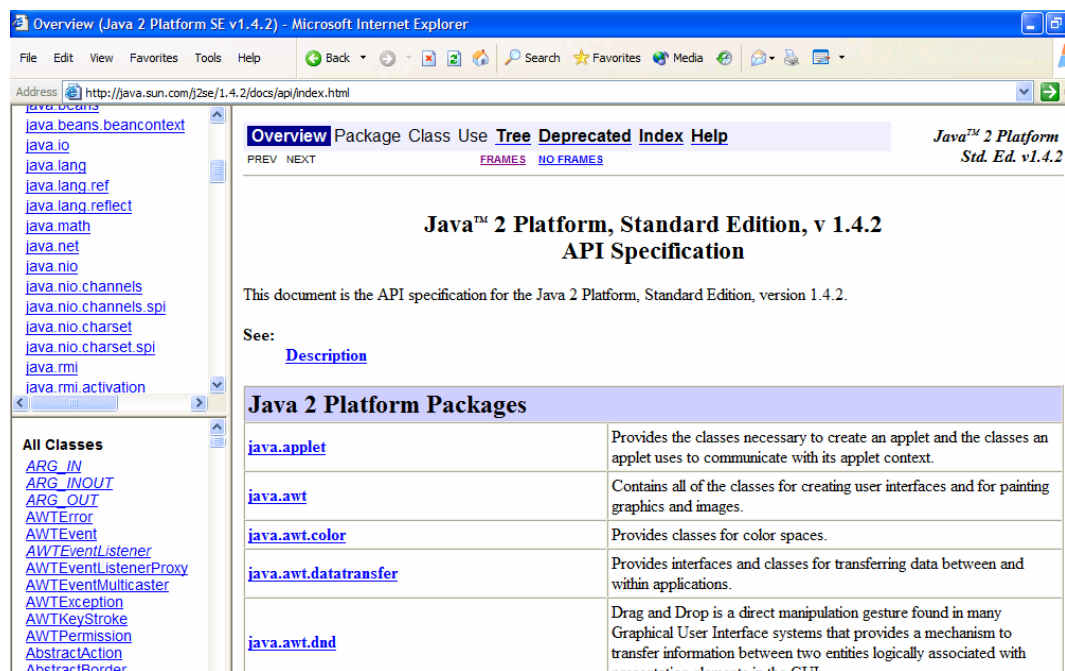 Overview (Java 2 Platform SE v1.4.2) - Microsoft Internet Explorer
File Edit View Favorites Tools Help Back Search Favorites Media
Address http://java.sun.com/j2se/1.4.2/docs/api/index.html
java.beans
java.beans.beancontext
java.io
java.lang
java.lang.ref
java.lang.reflect
java.math
java.net
java.nio
java.nio.channels
java.nio.channels.spi
java.nio.charset
java.nio.charset.spi
java.rmi
java.rmi.activation
All Classes
ARG_IN
ARG_INOUT
ARG_OUT
AWTError
AWTEvent
AWTEventListener
AWTEventListenerProxy
AWTEventMulticaster
AWTException
AWTKeyStroke
AWTPermission
AbstractAction
AbstractBorder
Overview Package Class Use Tree Deprecated Index Help
PREV NEXT FRAMES NO FRAMES
Java™ 2 Platform
Std. Ed. v1.4.2
Java™ 2 Platform, Standard Edition, v 1.4.2
API Specification
This document is the API specification for the Java 2 Platform, Standard Edition, version 1.4.2.
See:
Description
Java 2 Platform Packages
java.applet
Provides the classes necessary to create an applet and the classes an
applet uses to communicate with its applet context.
java.awt
Contains all of the classes for creating user interfaces and for painting
graphics and images.
java.awt.color
Provides classes for color spaces.
java.awt.datatransfer
Provides interfaces and classes for transferring data between and
within applications.
java.awt.dnd
Drag and Drop is a direct manipulation gesture found in many
Graphical User Interface systems that provides a mechanism to
transfer information between two entities logically associated with
presentation elements in the GUI.